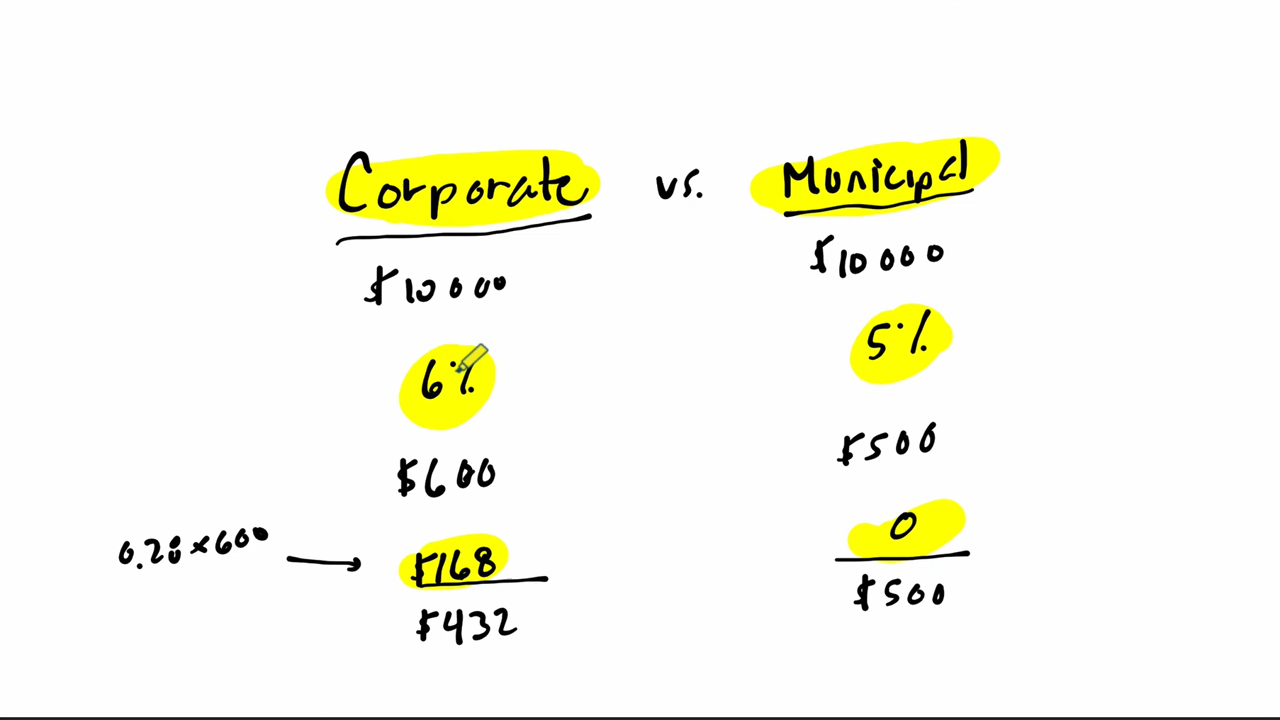 Corporate vs. Municipal
$10000 $10000
6% 5%
$600 $500
0.28 x 600 → $168 0
$432 $500